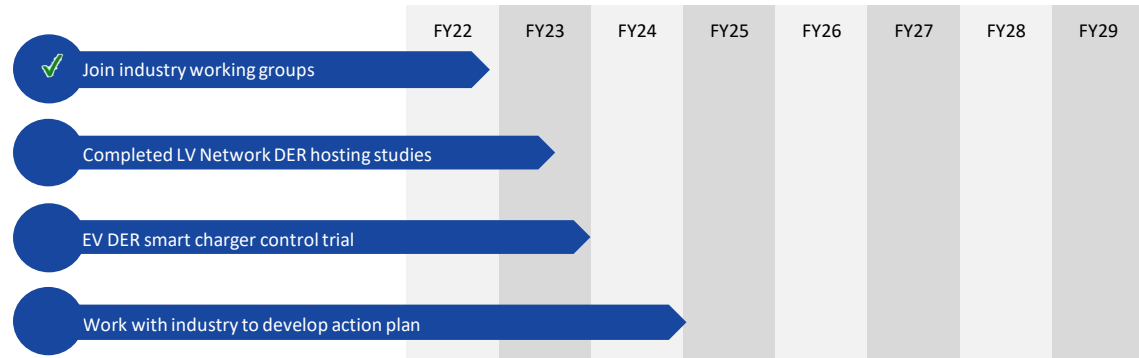 FY22 FY23 FY24 FY25 FY26 FY27 FY28 FY29
Join industry working groups
Completed LV Network DER hosting studies
EV DER smart charger control trial
Work with industry to develop action plan